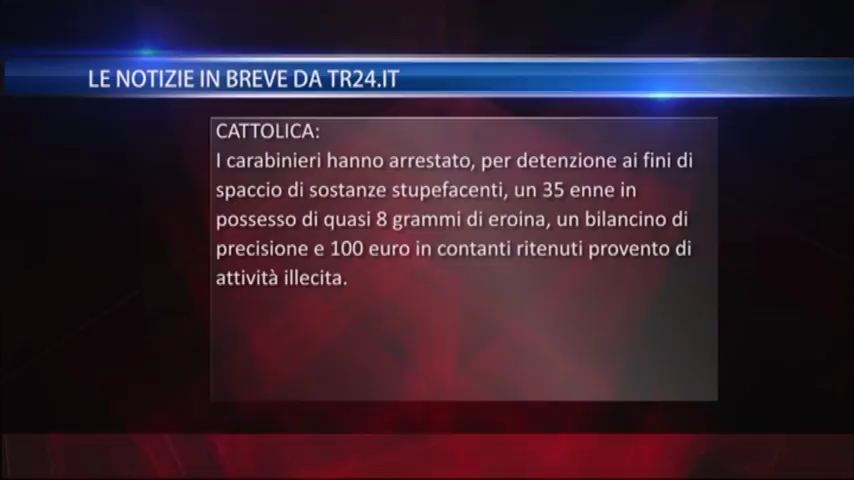 LE NOTIZIE IN BREVE DA TR24.IT
CATTOLICA:
I carabinieri hanno arrestato, per detenzione ai fini di
spaccio di sostanze stupefacenti, un 35 enne in
possesso di quasi 8 grammi di eroina, un bilancino di
precisione e 100 euro in contanti ritenuti provento di
attività illecita.